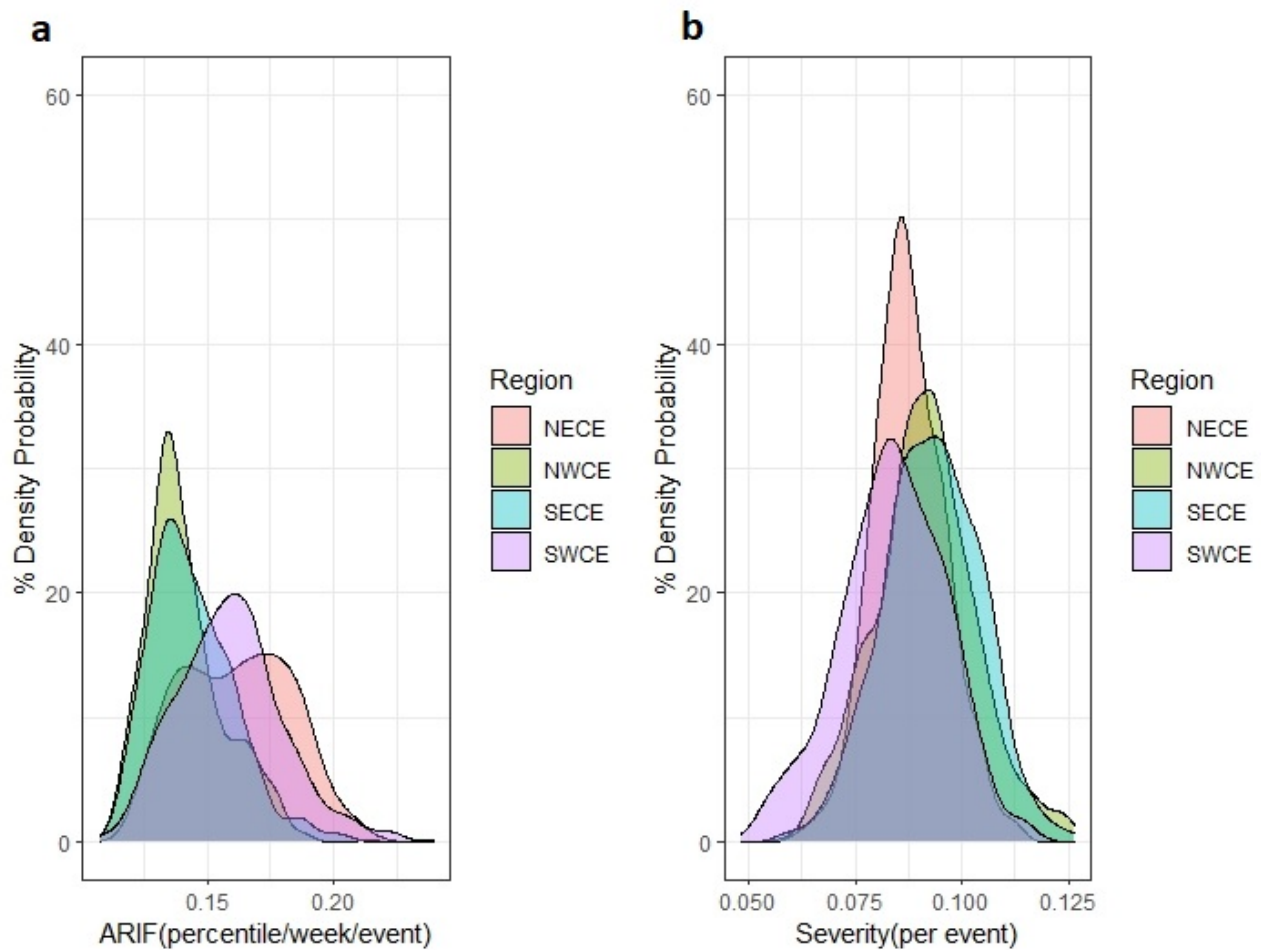 a
60
40
20
0
% Density Probability
0.15 0.20
ARIF(percentile/week/event)
Region
NECE
NWCE
SECE
SWCE
b
60
40
20
0
% Density Probability
0.050 0.075 0.100 0.125
Severity(per event)
Region
NECE
NWCE
SECE
SWCE